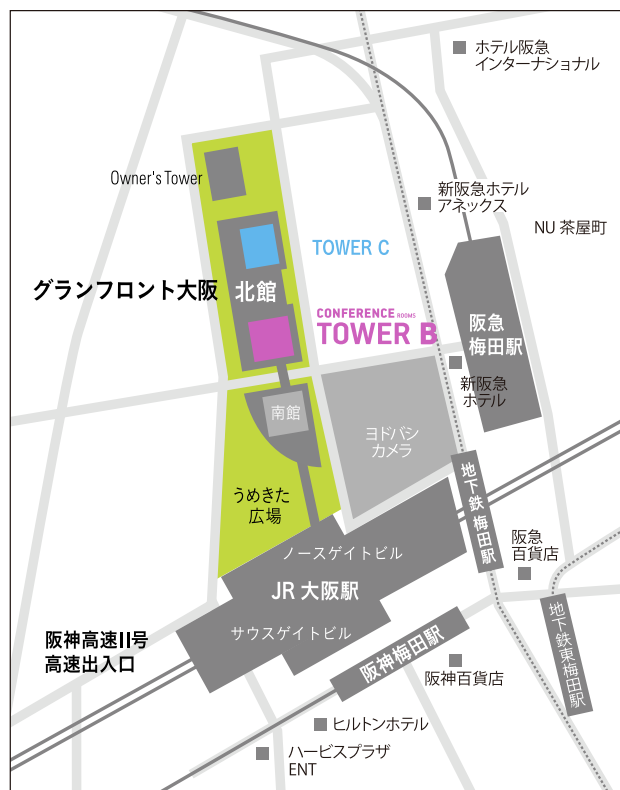 ホテル阪急
インターナショナル
Owner's Tower
新阪急ホテル
アネックス
NU 茶屋町
TOWER C
グランフロント大阪
北館
CONFERENCE ROOMS
TOWER B
阪急
梅田駅
新阪急
ホテル
南館
ヨドバシ
カメラ
うめきた
広場
地下鉄 梅田駅
ノースゲイトビル
阪急
百貨店
JR 大阪駅
サウスゲイトビル
地下鉄東梅田駅
阪神高速11号
高速出入口
阪神梅田駅
阪神百貨店
ヒルトンホテル
ハービスプラザ
ENT